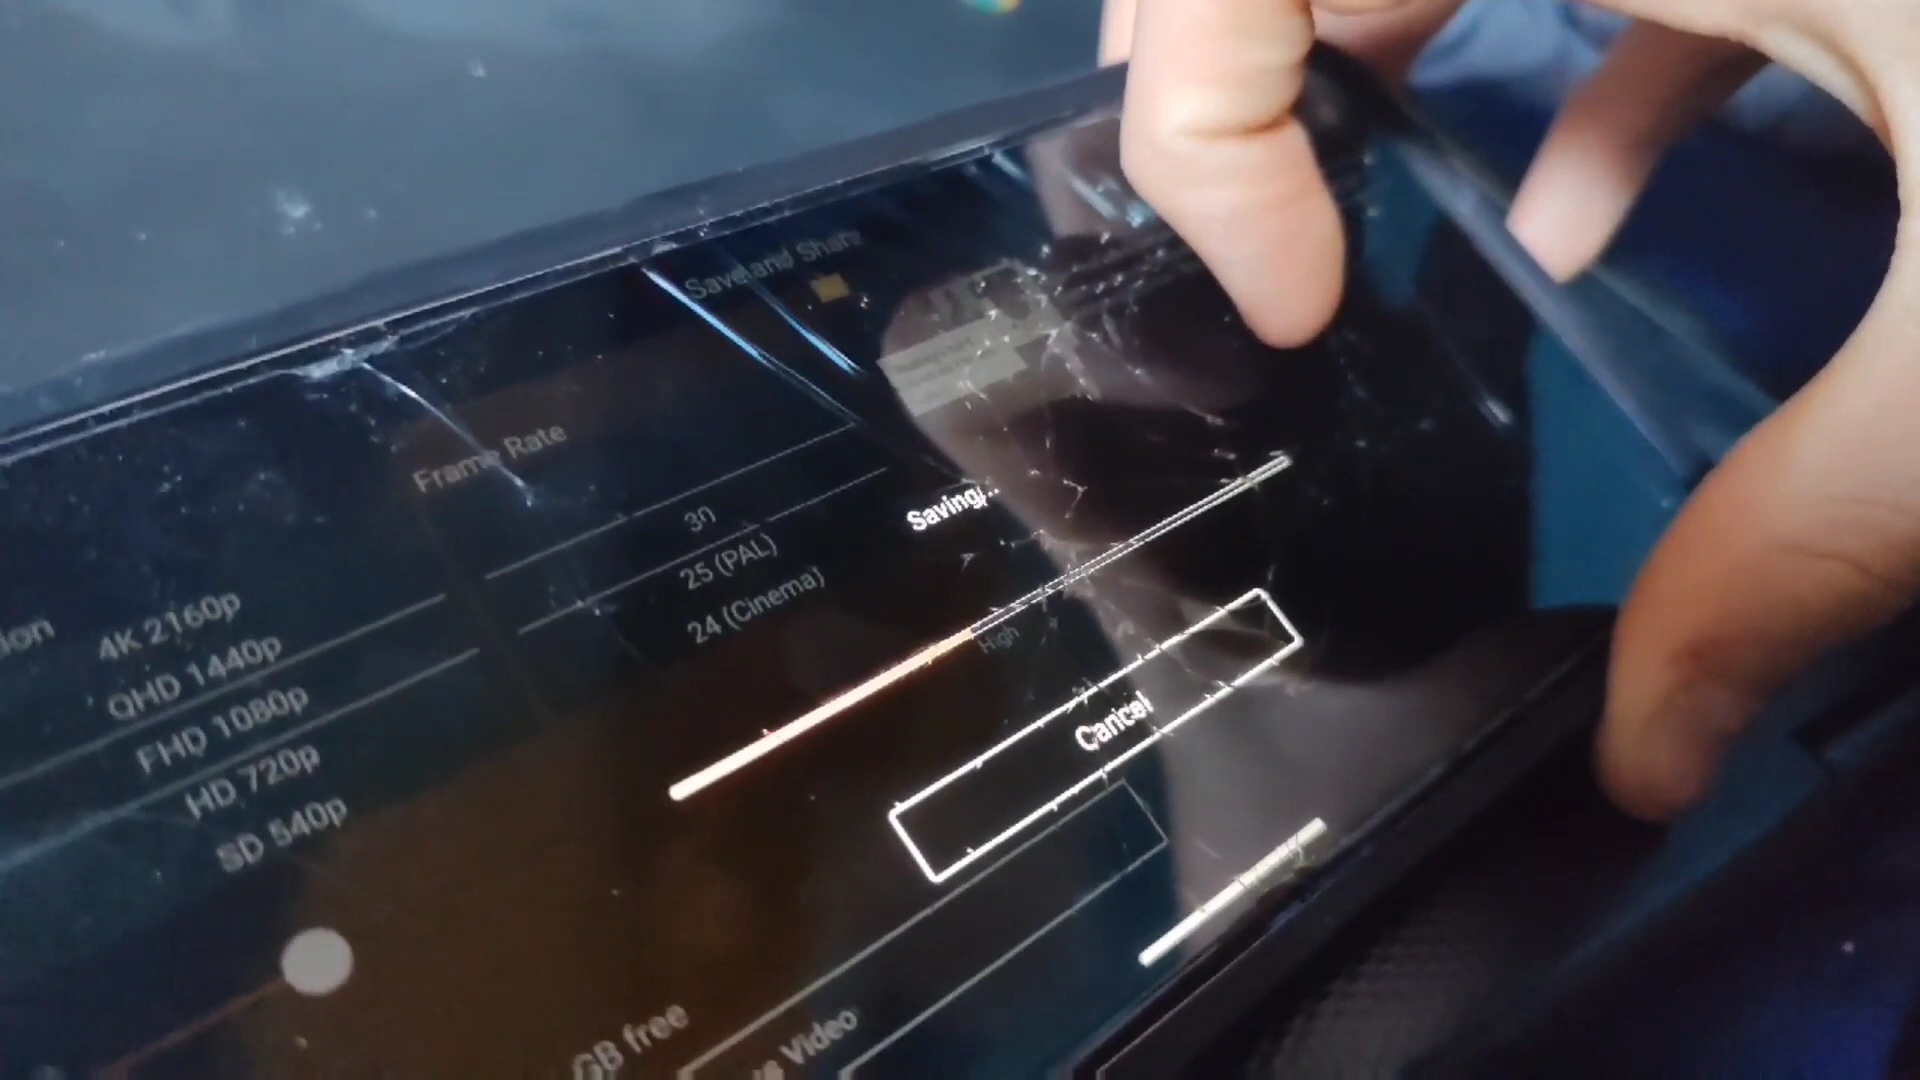 Save and Share
Frame Rate
30
25 (PAL)
24 (Cinema)
4K 2160p
QHD 1440p
FHD 1080p
HD 720p
SD 540p
Saving...
High
Cancel
GB free
Video